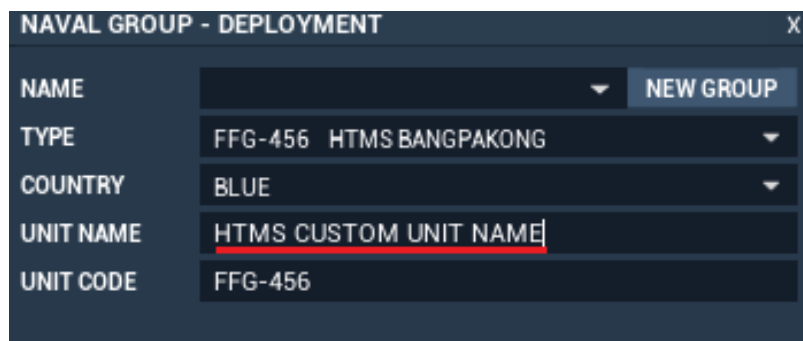 NAVAL GROUP - DEPLOYMENT X
NAME NEW GROUP
TYPE FFG-456 HTMS BANGPAKONG
COUNTRY BLUE
UNIT NAME HTMS CUSTOM UNIT NAME
UNIT CODE FFG-456